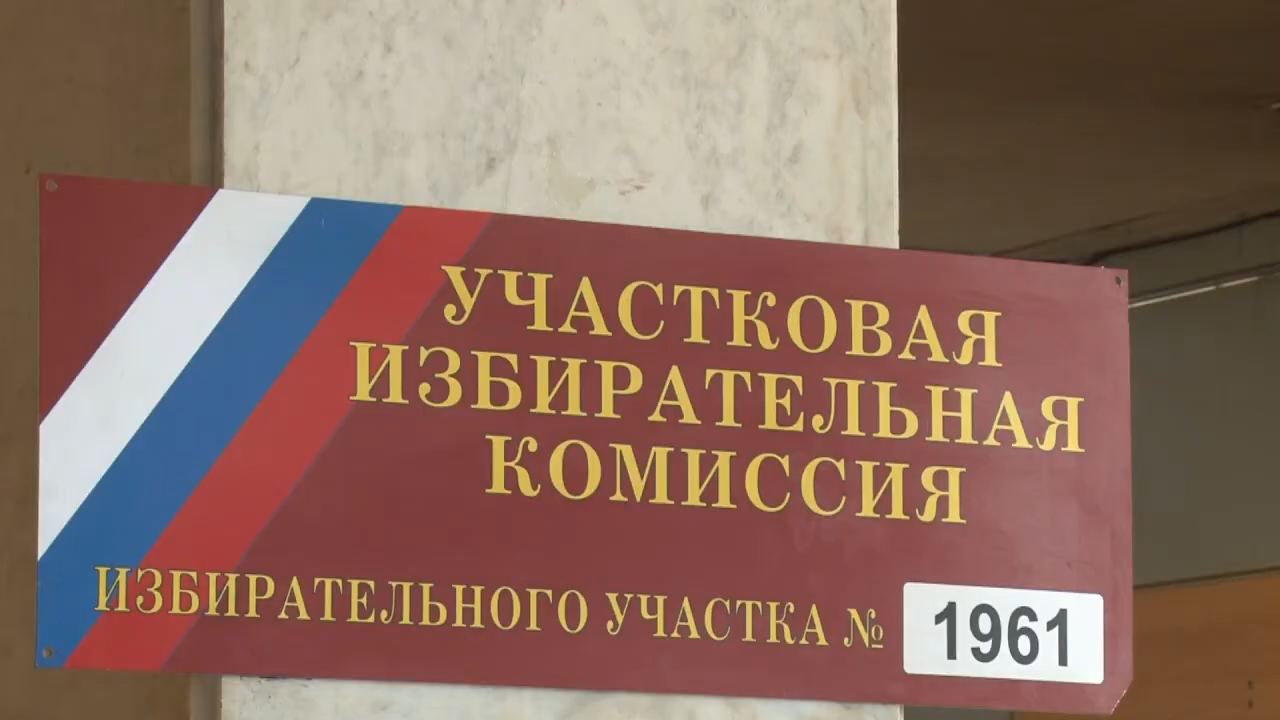 УЧАСТКОВАЯ
ИЗБИРАТЕЛЬНАЯ
КОМИССИЯ
ИЗБИРАТЕЛЬНОГО УЧАСТКА № 1961